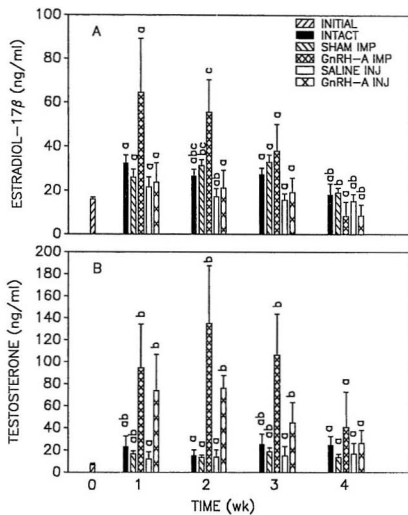 A
INITIAL
INTACT
SHAM IMP
GnRH-A IMP
SALINE INJ
GnRH-A INJ
ESTRADIOL-17β (ng/ml)
100
80
60
40
20
0
a a a a a
abc bc c ab a
a a a a a
ab b a ab ab
B
TESTOSTERONE (ng/ml)
200
180
160
140
120
100
80
60
40
20
0
ab ab b a b
a a b a b
ab ab b a b
a a a a a
0 1 2 3 4
TIME (wk)